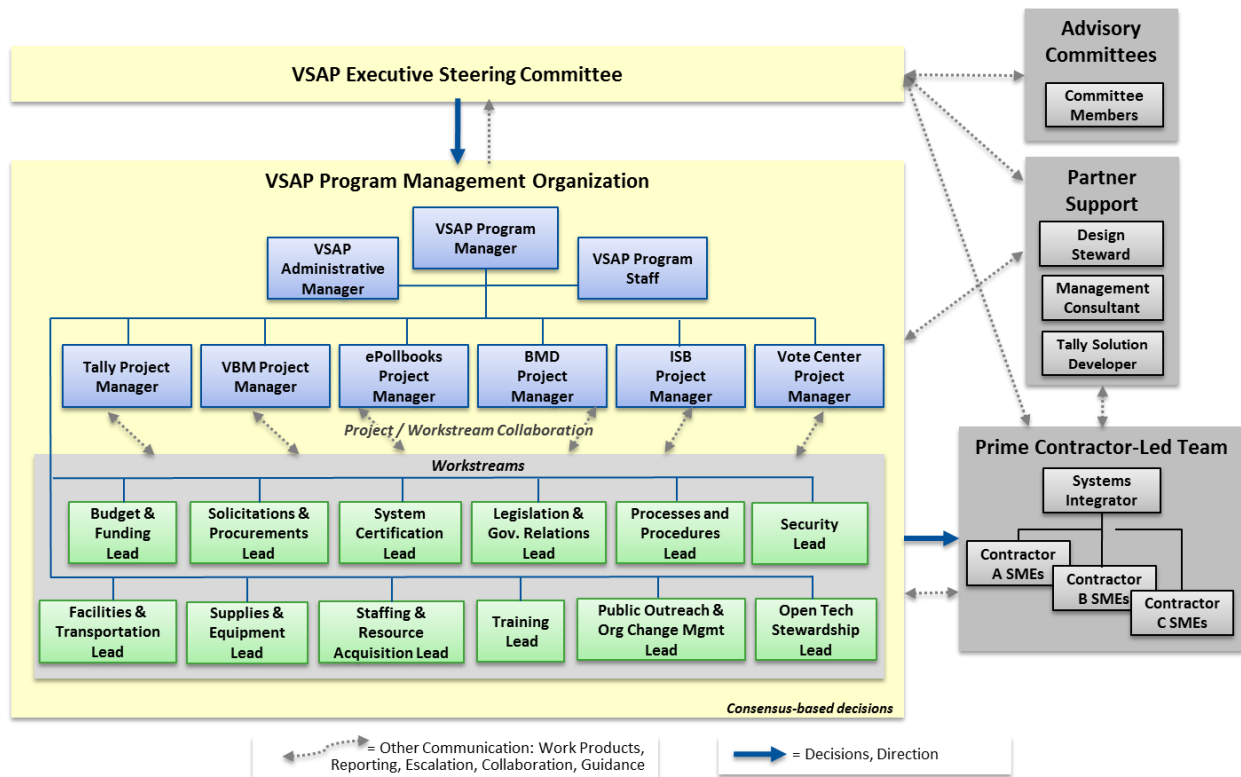 VSAP Executive Steering Committee
Advisory
Committees
Committee
Members
VSAP Program Management Organization
VSAP Program
Manager
VSAP
Administrative
Manager
VSAP Program
Staff
Tally Project
Manager
VBM Project
Manager
ePollbooks
Project
Manager
BMD
Project
Manager
ISB
Project
Manager
Vote Center
Project
Manager
Project / Workstream Collaboration
Workstreams
Budget &
Funding
Lead
Solicitations &
Procurements
Lead
System
Certification
Lead
Legislation &
Gov. Relations
Lead
Processes and
Procedures
Lead
Security
Lead
Facilities &
Transportation
Lead
Supplies &
Equipment
Lead
Staffing &
Resource
Acquisition Lead
Training
Lead
Public Outreach &
Org Change Mgmt
Lead
Open Tech
Stewardship
Lead
Consensus-based decisions
Partner
Support
Design
Steward
Management
Consultant
Tally Solution
Developer
Prime Contractor-Led Team
Systems
Integrator
Contractor
A SMEs
Contractor
B SMEs
Contractor
C SMEs
= Other Communication: Work Products,
Reporting, Escalation, Collaboration, Guidance
= Decisions, Direction